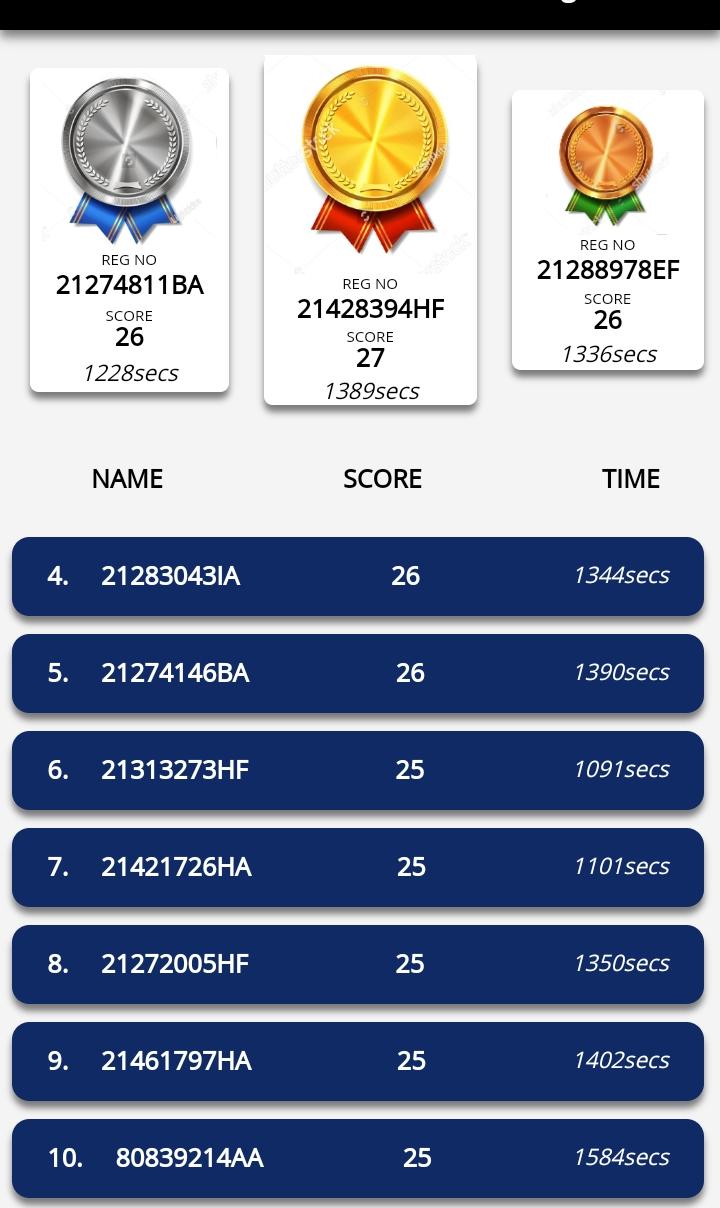 REG NO
21274811BA
SCORE
26
1228secs
REG NO
21428394HF
SCORE
27
1389secs
REG NO
21288978EF
SCORE
26
1336secs
NAME SCORE TIME
4. 21283043IA 26 1344secs
5. 21274146BA 26 1390secs
6. 21313273HF 25 1091secs
7. 21421726HA 25 1101secs
8. 21272005HF 25 1350secs
9. 21461797HA 25 1402secs
10. 80839214AA 25 1584secs